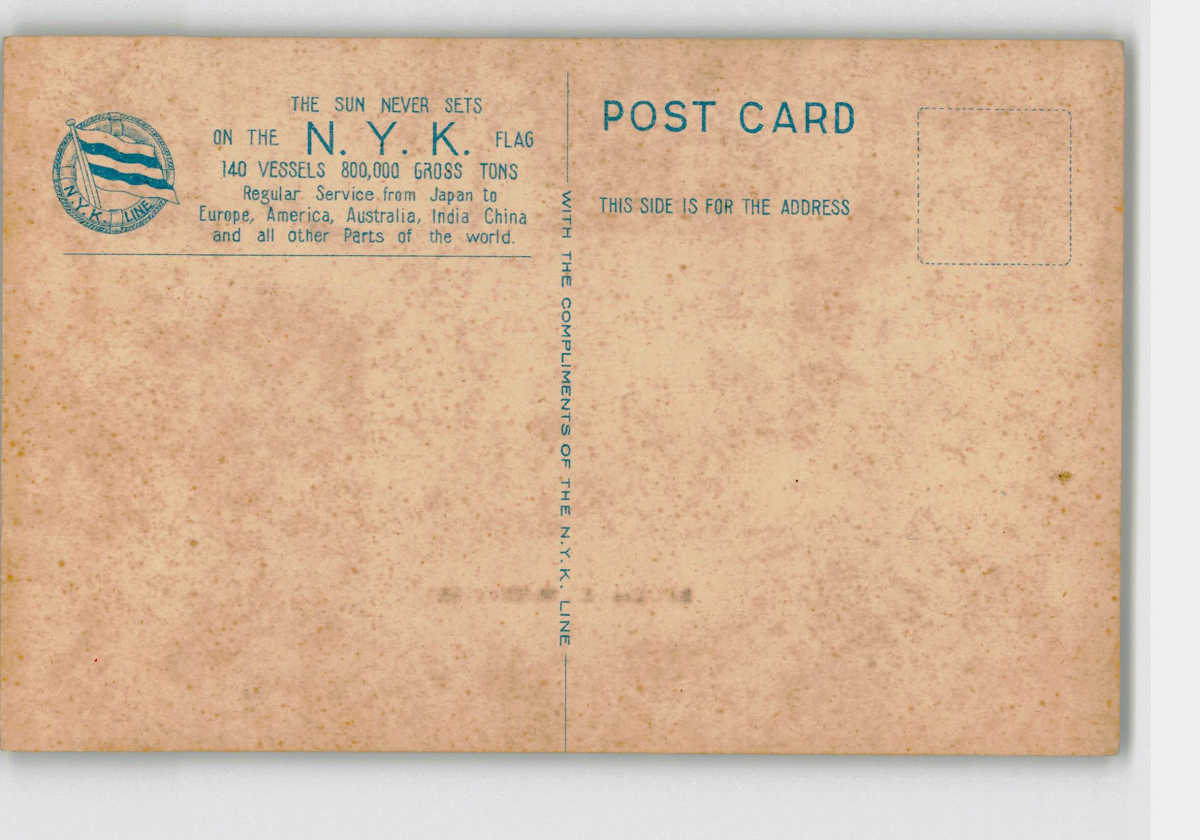 THE SUN NEVER SETS
ON THE N. Y. K. FLAG
140 VESSELS 800,000 GROSS TONS
Regular Service from Japan to
Europe, America, Australia, India China
and all other Parts of the world.
N.Y.K. LINE
WITH THE COMPLIMENTS OF THE N.Y.K. LINE
POST CARD
THIS SIDE IS FOR THE ADDRESS